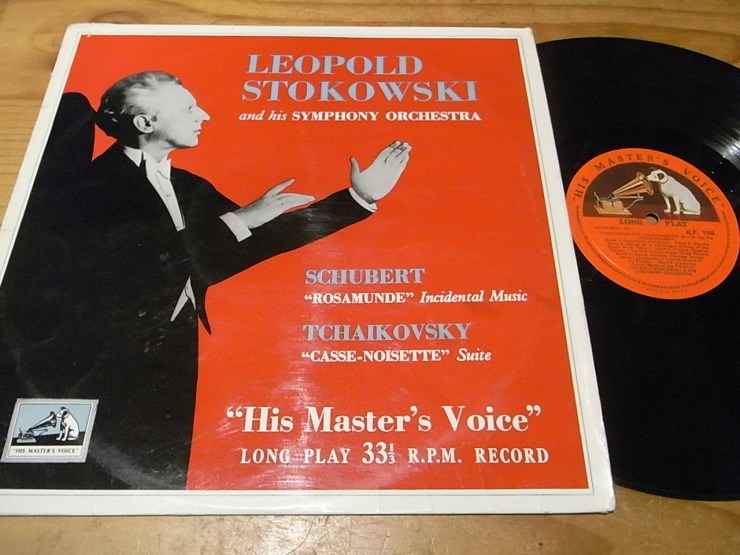 LEOPOLD
STOKOWSKI
and his SYMPHONY ORCHESTRA
SCHUBERT
“ROSAMUNDE” Incidental Music
TCHAIKOVSKY
“CASSE-NOISETTE” Suite
“His Master’s Voice”
LONG PLAY 33⅓ R.P.M. RECORD
"HIS MASTER'S VOICE"
"HIS MASTER'S VOICE"
LONG PLAY